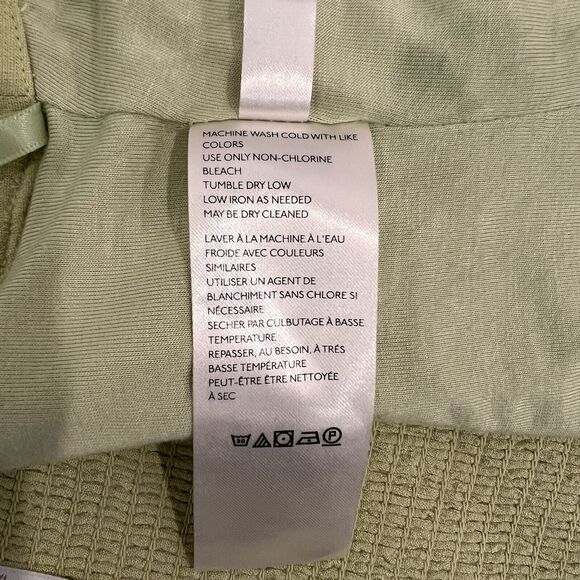 MACHINE WASH COLD WITH LIKE
COLORS
USE ONLY NON-CHLORINE
BLEACH
TUMBLE DRY LOW
LOW IRON AS NEEDED
MAY BE DRY CLEANED
LAVER À LA MACHINE À L'EAU
FROIDE AVEC COULEURS
SIMILAIRES
UTILISER UN AGENT DE
BLANCHIMENT SANS CHLORE SI
NÉCESSAIRE
SECHER PAR CULBUTAGE À BASSE
TEMPERATURE
REPASSER, AU BESOIN, À TRÉS
BASSE TEMPÉRATURE
PEUT-ÊTRE ÊTRE NETTOYÉE
À SEC
30 P